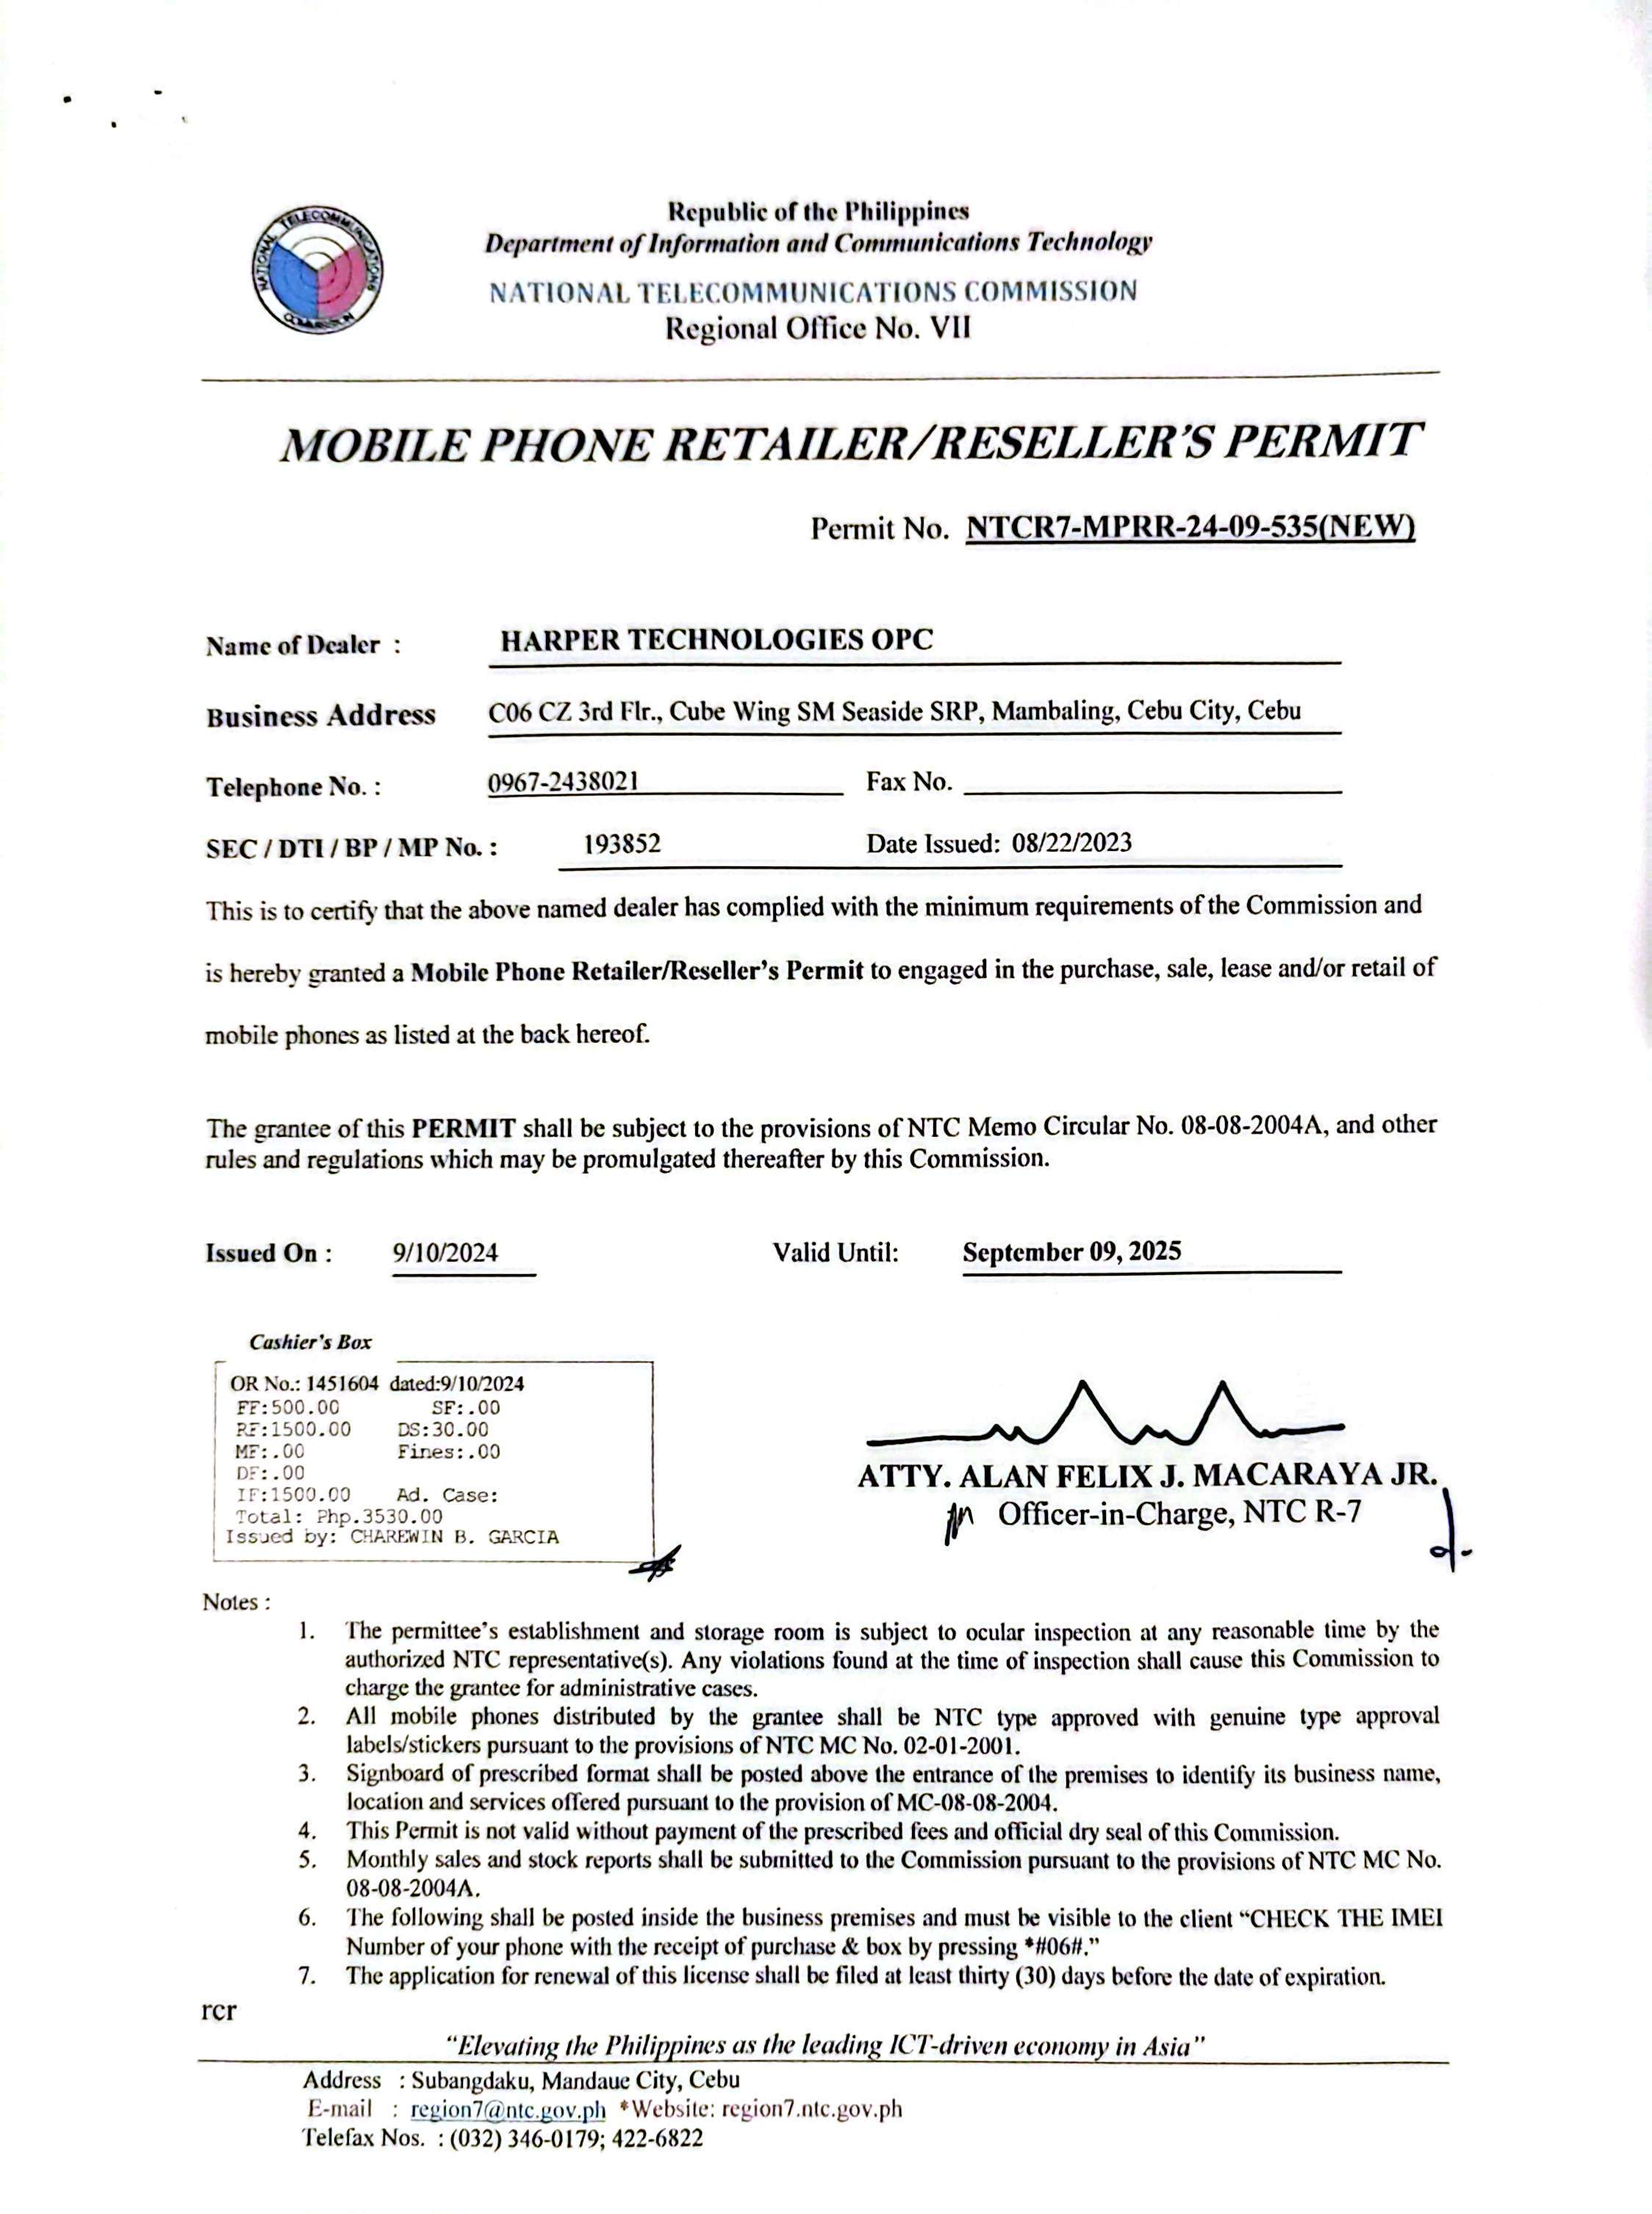 NATIONAL TELECOMMUNICATIONS COMMISSION
Republic of the Philippines
Department of Information and Communications Technology
NATIONAL TELECOMMUNICATIONS COMMISSION
Regional Office No. VII
MOBILE PHONE RETAILER/RESELLER'S PERMIT
Permit No. NTCR7-MPRR-24-09-535(NEW)
Name of Dealer : HARPER TECHNOLOGIES OPC
Business Address C06 CZ 3rd Flr., Cube Wing SM Seaside SRP, Mambaling, Cebu City, Cebu
Telephone No. : 0967-2438021 Fax No.
SEC / DTI / BP / MP No. : 193852 Date Issued: 08/22/2023
This is to certify that the above named dealer has complied with the minimum requirements of the Commission and
is hereby granted a Mobile Phone Retailer/Reseller's Permit to engaged in the purchase, sale, lease and/or retail of
mobile phones as listed at the back hereof.
The grantee of this PERMIT shall be subject to the provisions of NTC Memo Circular No. 08-08-2004A, and other
rules and regulations which may be promulgated thereafter by this Commission.
Issued On : 9/10/2024 Valid Until: September 09, 2025
Cashier's Box
OR No.: 1451604 dated:9/10/2024
FF:500.00 SF:.00
RF:1500.00 DS:30.00
MF:.00 Fines:.00
DF:.00
IF:1500.00 Ad. Case:
Total: Php.3530.00
Issued by: CHAREWIN B. GARCIA
ATTY. ALAN FELIX J. MACARAYA JR.
Officer-in-Charge, NTC R-7
Notes :
1. The permittee's establishment and storage room is subject to ocular inspection at any reasonable time by the
authorized NTC representative(s). Any violations found at the time of inspection shall cause this Commission to
charge the grantee for administrative cases.
2. All mobile phones distributed by the grantee shall be NTC type approved with genuine type approval
labels/stickers pursuant to the provisions of NTC MC No. 02-01-2001.
3. Signboard of prescribed format shall be posted above the entrance of the premises to identify its business name,
location and services offered pursuant to the provision of MC-08-08-2004.
4. This Permit is not valid without payment of the prescribed fees and official dry seal of this Commission.
5. Monthly sales and stock reports shall be submitted to the Commission pursuant to the provisions of NTC MC No.
08-08-2004A.
6. The following shall be posted inside the business premises and must be visible to the client "CHECK THE IMEI
Number of your phone with the receipt of purchase & box by pressing *#06#."
7. The application for renewal of this license shall be filed at least thirty (30) days before the date of expiration.
rcr
"Elevating the Philippines as the leading ICT-driven economy in Asia"
Address : Subangdaku, Mandaue City, Cebu
E-mail : region7@ntc.gov.ph *Website: region7.ntc.gov.ph
Telefax Nos. : (032) 346-0179; 422-6822